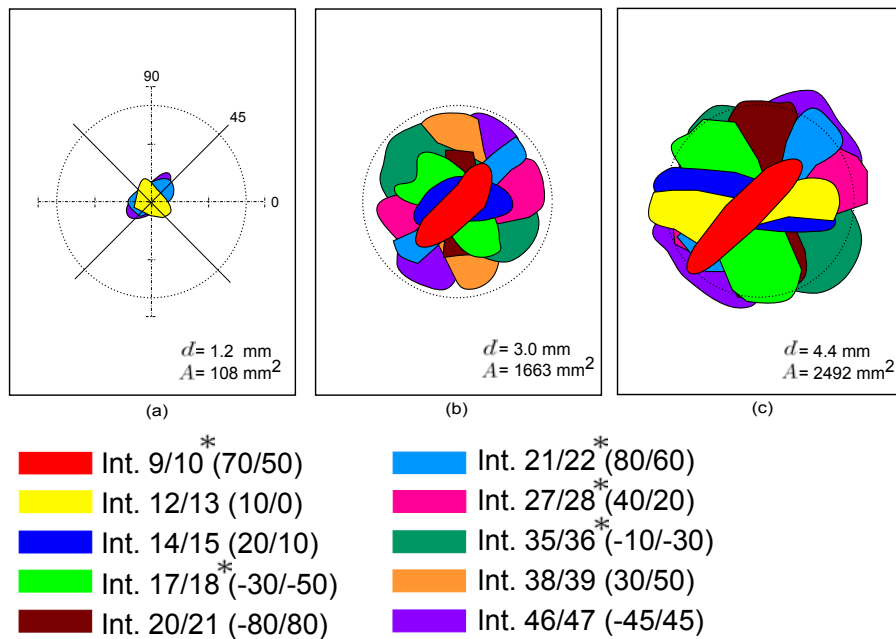 90
45
0
d= 1.2 mm
A= 108 mm²
(a)
d= 3.0 mm
A= 1663 mm²
(b)
d= 4.4 mm
A= 2492 mm²
(c)
Int. 9/10*(70/50)
Int. 12/13 (10/0)
Int. 14/15 (20/10)
Int. 17/18*(-30/-50)
Int. 20/21 (-80/80)
Int. 21/22*(80/60)
Int. 27/28*(40/20)
Int. 35/36*(-10/-30)
Int. 38/39 (30/50)
Int. 46/47 (-45/45)